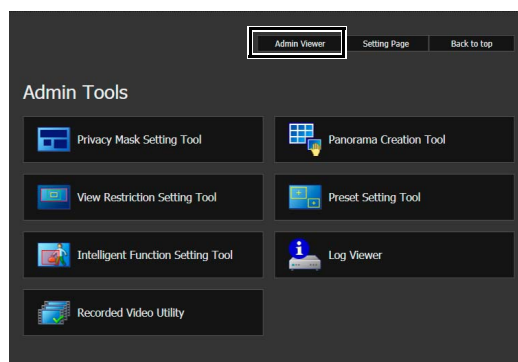 Admin Viewer
Setting Page
Back to top
Admin Tools
Privacy Mask Setting Tool
Panorama Creation Tool
View Restriction Setting Tool
Preset Setting Tool
Intelligent Function Setting Tool
Log Viewer
Recorded Video Utility